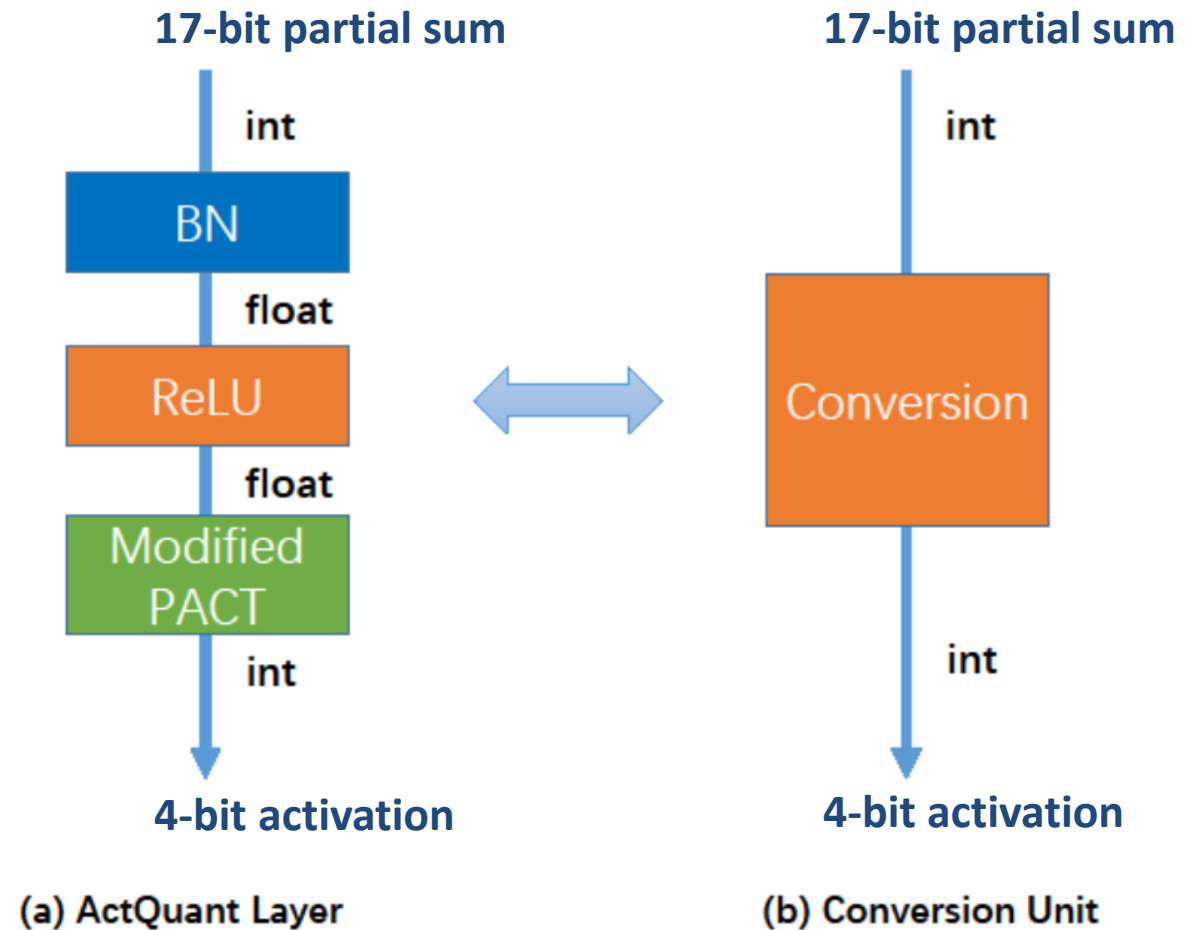 17-bit partial sum
int
BN
float
ReLU
float
Modified
PACT
int
4-bit activation
(a) ActQuant Layer
17-bit partial sum
int
Conversion
int
4-bit activation
(b) Conversion Unit